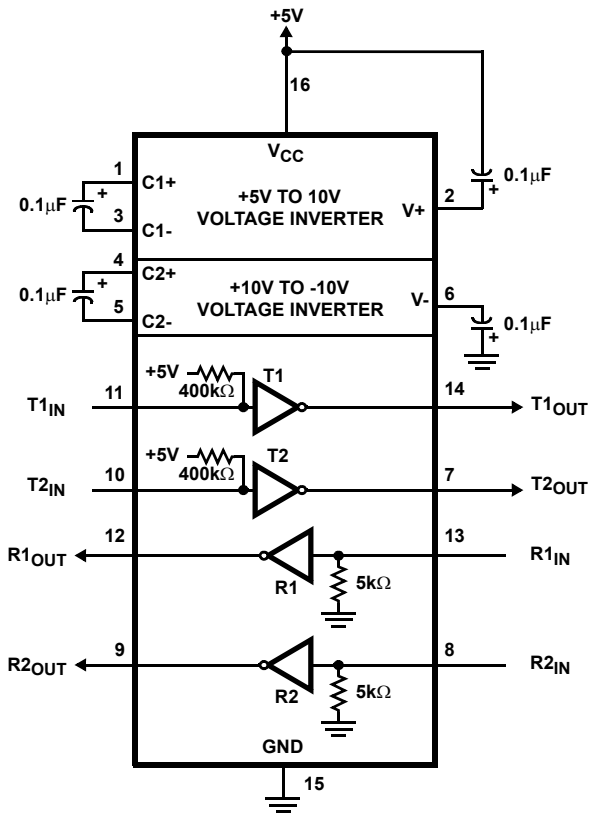 +5V
16
VCC
1
C1+
+
0.1μF
3
C1-
+5V TO 10V
VOLTAGE INVERTER
V+
2
+
0.1μF
4
C2+
+
0.1μF
5
C2-
+10V TO -10V
VOLTAGE INVERTER
V-
6
+
0.1μF
+5V
400kΩ
T1
T1IN
11
14
T1OUT
+5V
400kΩ
T2
T2IN
10
7
T2OUT
R1OUT
12
13
R1IN
R1
5kΩ
R2OUT
9
8
R2IN
R2
5kΩ
GND
15